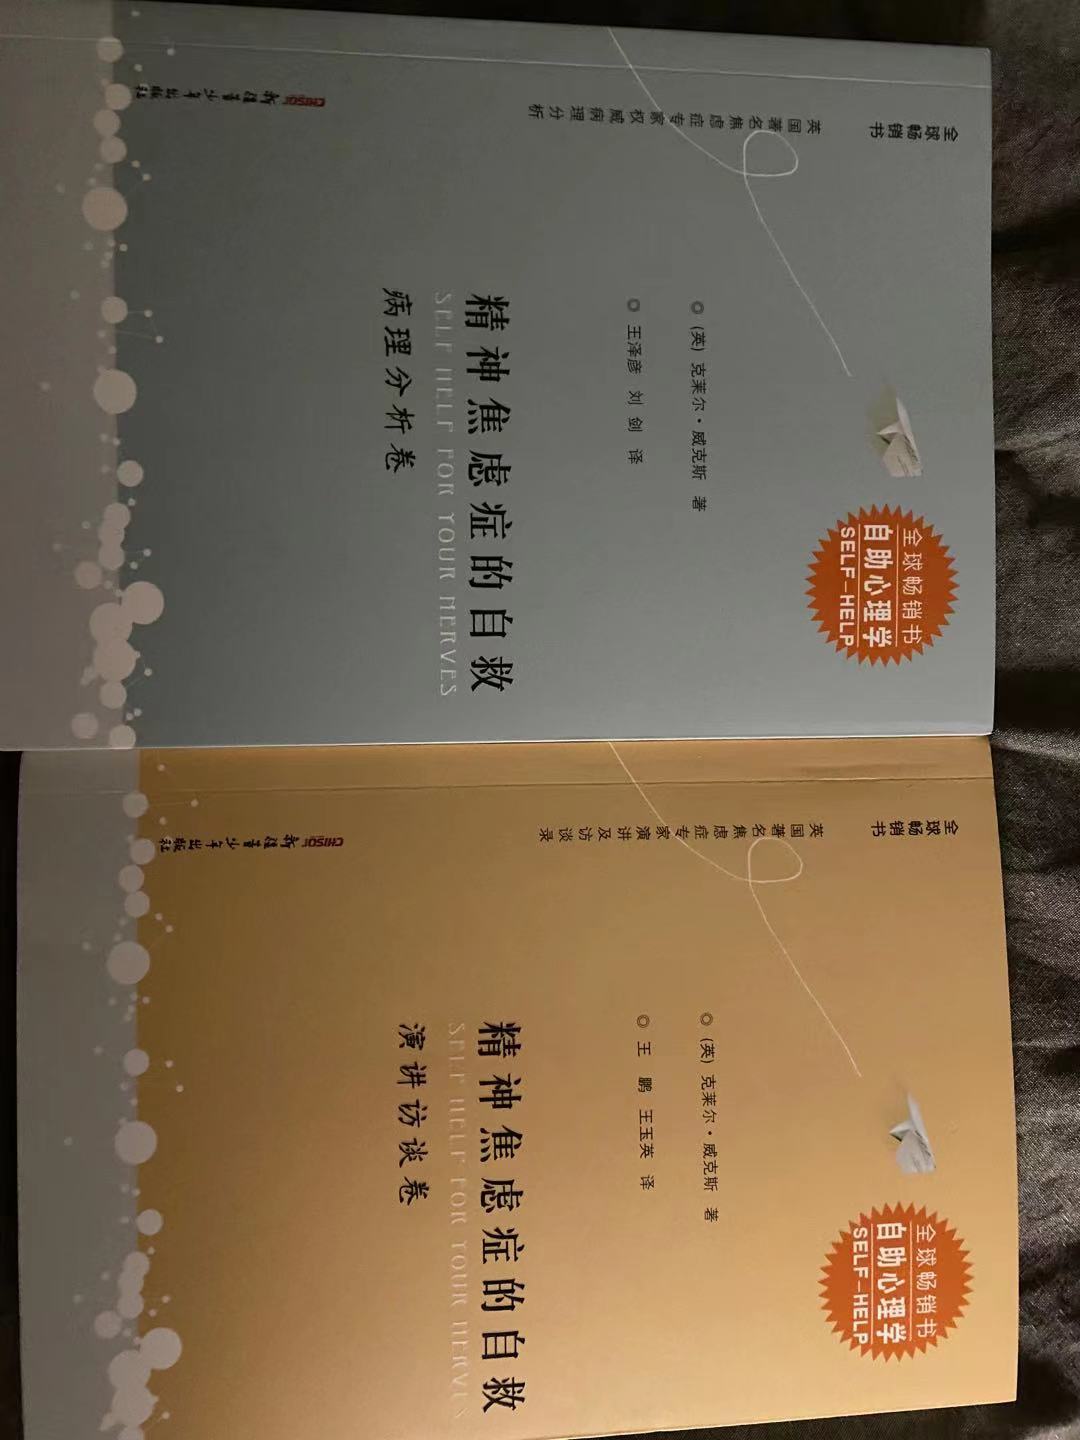 全球畅销书
英国著名焦虑症专家权威病理分析
全球畅销书
自助心理学
SELF-HELP
◎ (英) 克莱尔·威克斯 著
◎ 王泽彦 刘剑 译
精神焦虑症的自救
SELF HELP FOR YOUR NERVES
病理分析卷
CHISO
新疆青少年出版社
全球畅销书
英国著名焦虑症专家演讲及访谈录
全球畅销书
自助心理学
SELF-HELP
◎ (英) 克莱尔·威克斯 著
◎ 王 鹏 王玉英 译
精神焦虑症的自救
SELF HELP FOR YOUR NERVES
演讲访谈卷
CHISO
新疆青少年出版社